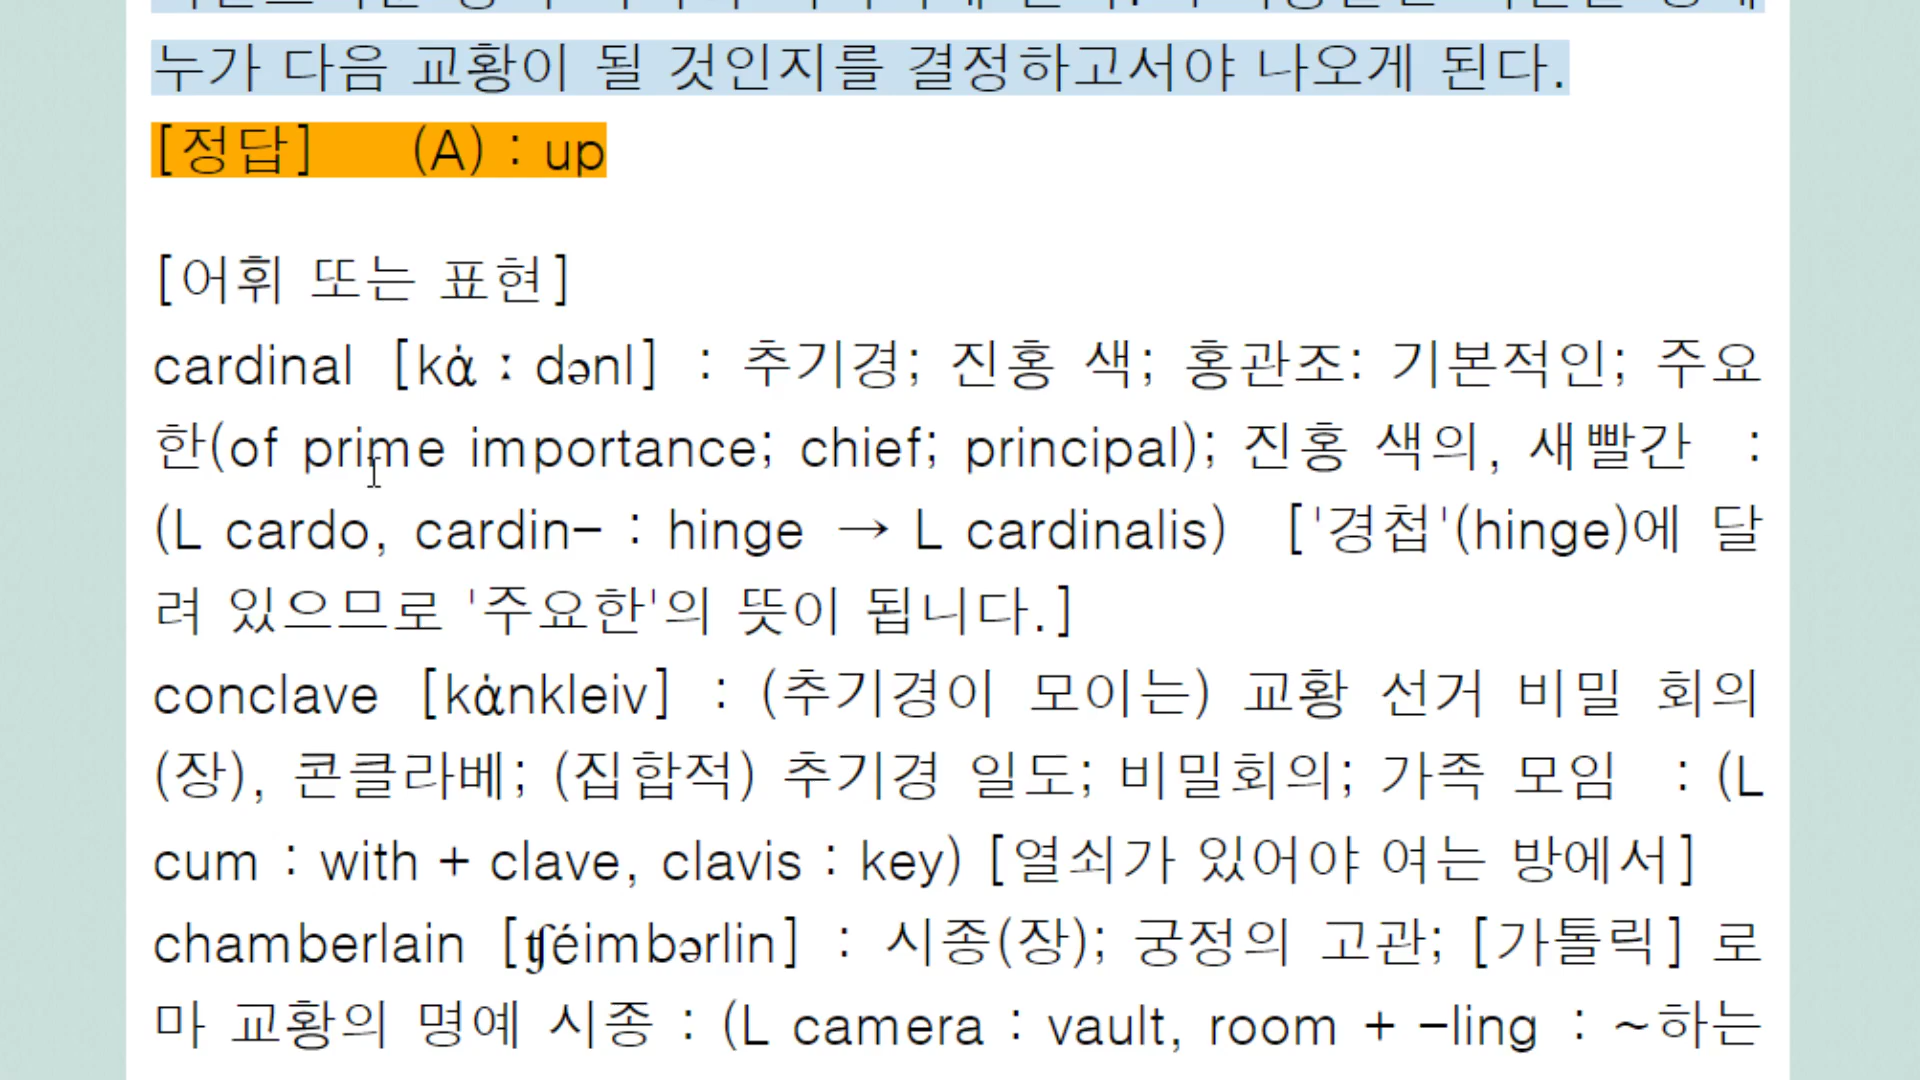 누가 다음 교황이 될 것인지를 결정하고서야 나오게 된다.
[정답] (A) : up
[어휘 또는 표현]
cardinal [kά : dənl] : 추기경; 진홍 색; 홍관조: 기본적인; 주요
한(of prime importance; chief; principal); 진홍 색의, 새빨간 :
(L cardo, cardin- : hinge → L cardinalis) ['경첩'(hinge)에 달
려 있으므로 '주요한'의 뜻이 됩니다.]
conclave [kάnkleiv] : (추기경이 모이는) 교황 선거 비밀 회의
(장), 콘클라베; (집합적) 추기경 일도; 비밀회의; 가족 모임 : (L
cum : with + clave, clavis : key) [열쇠가 있어야 여는 방에서]
chamberlain [ʧéimbərlin] : 시종(장); 궁정의 고관; [가톨릭] 로
마 교황의 명예 시종 : (L camera : vault, room + -ling : ~하는